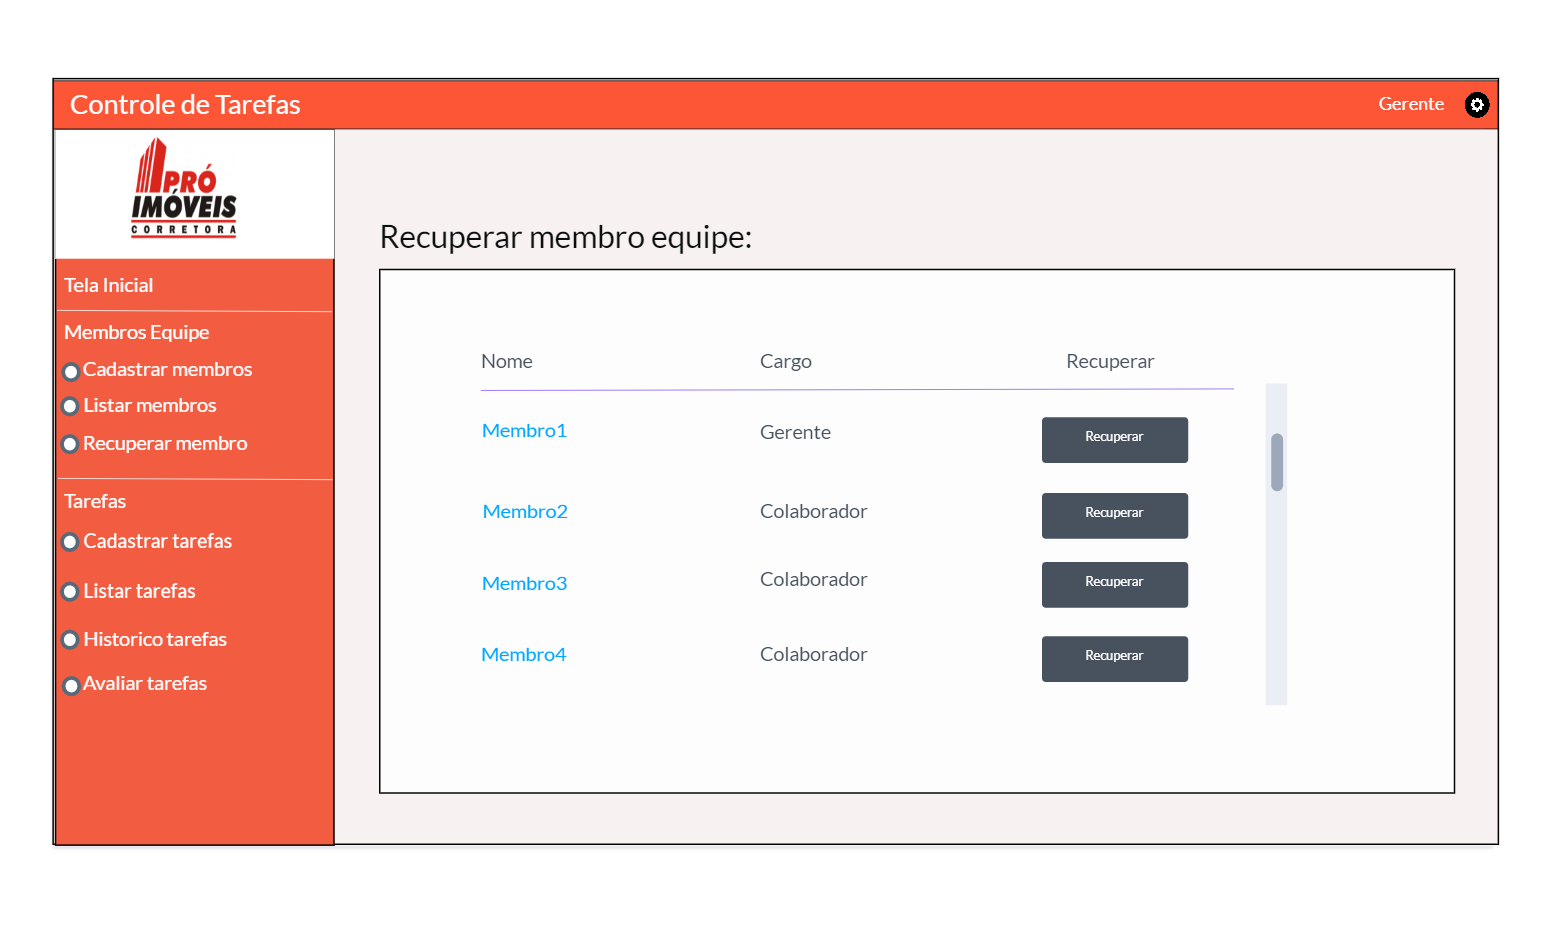 Controle de Tarefas
Gerente
PRÓ
IMÓVEIS
CORRETORA
Tela Inicial
Membros Equipe
Cadastrar membros
Listar membros
Recuperar membro
Tarefas
Cadastrar tarefas
Listar tarefas
Historico tarefas
Avaliar tarefas
Recuperar membro equipe:
Nome Cargo Recuperar
Membro1 Gerente Recuperar
Membro2 Colaborador Recuperar
Membro3 Colaborador Recuperar
Membro4 Colaborador Recuperar